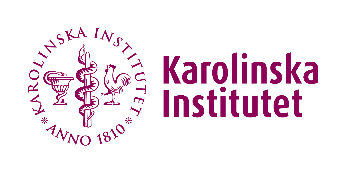 KAROLINSKA INSTITUTET
* ANNO 1810 *
Karolinska
Institutet